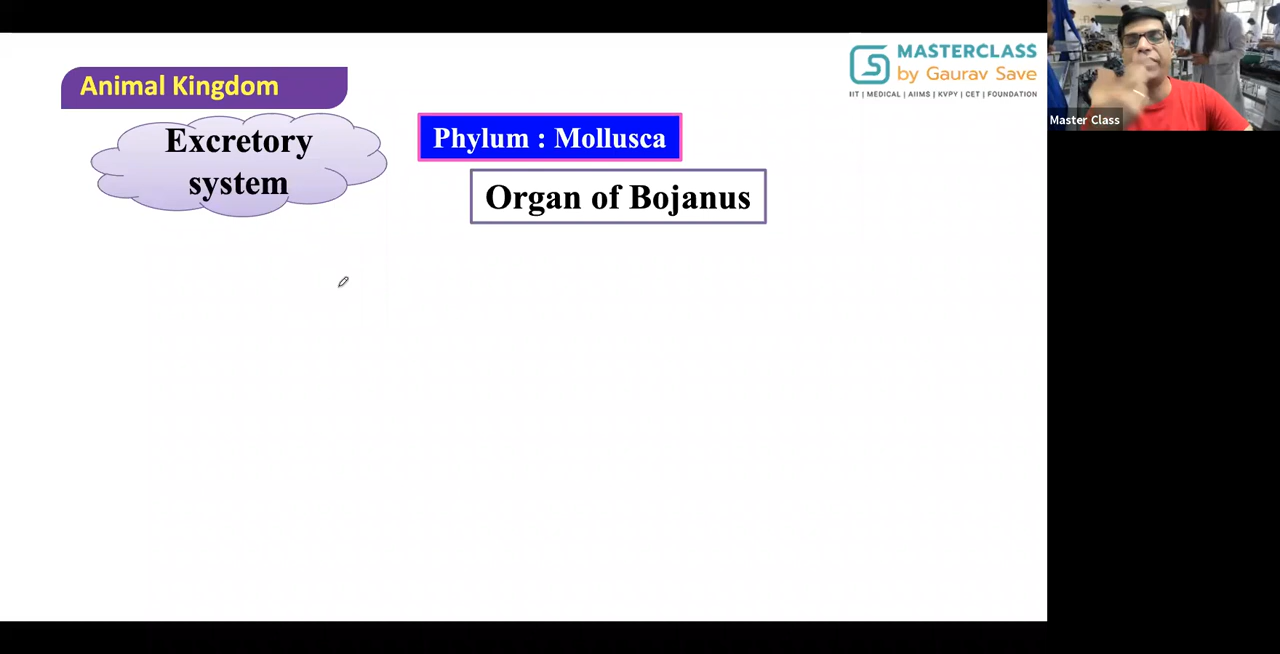 Animal Kingdom
MASTERCLASS
by Gaurav Save
IIT | MEDICAL | AIIMS | KVPY | CET | FOUNDATION
Master Class
Excretory
system
Phylum : Mollusca
Organ of Bojanus